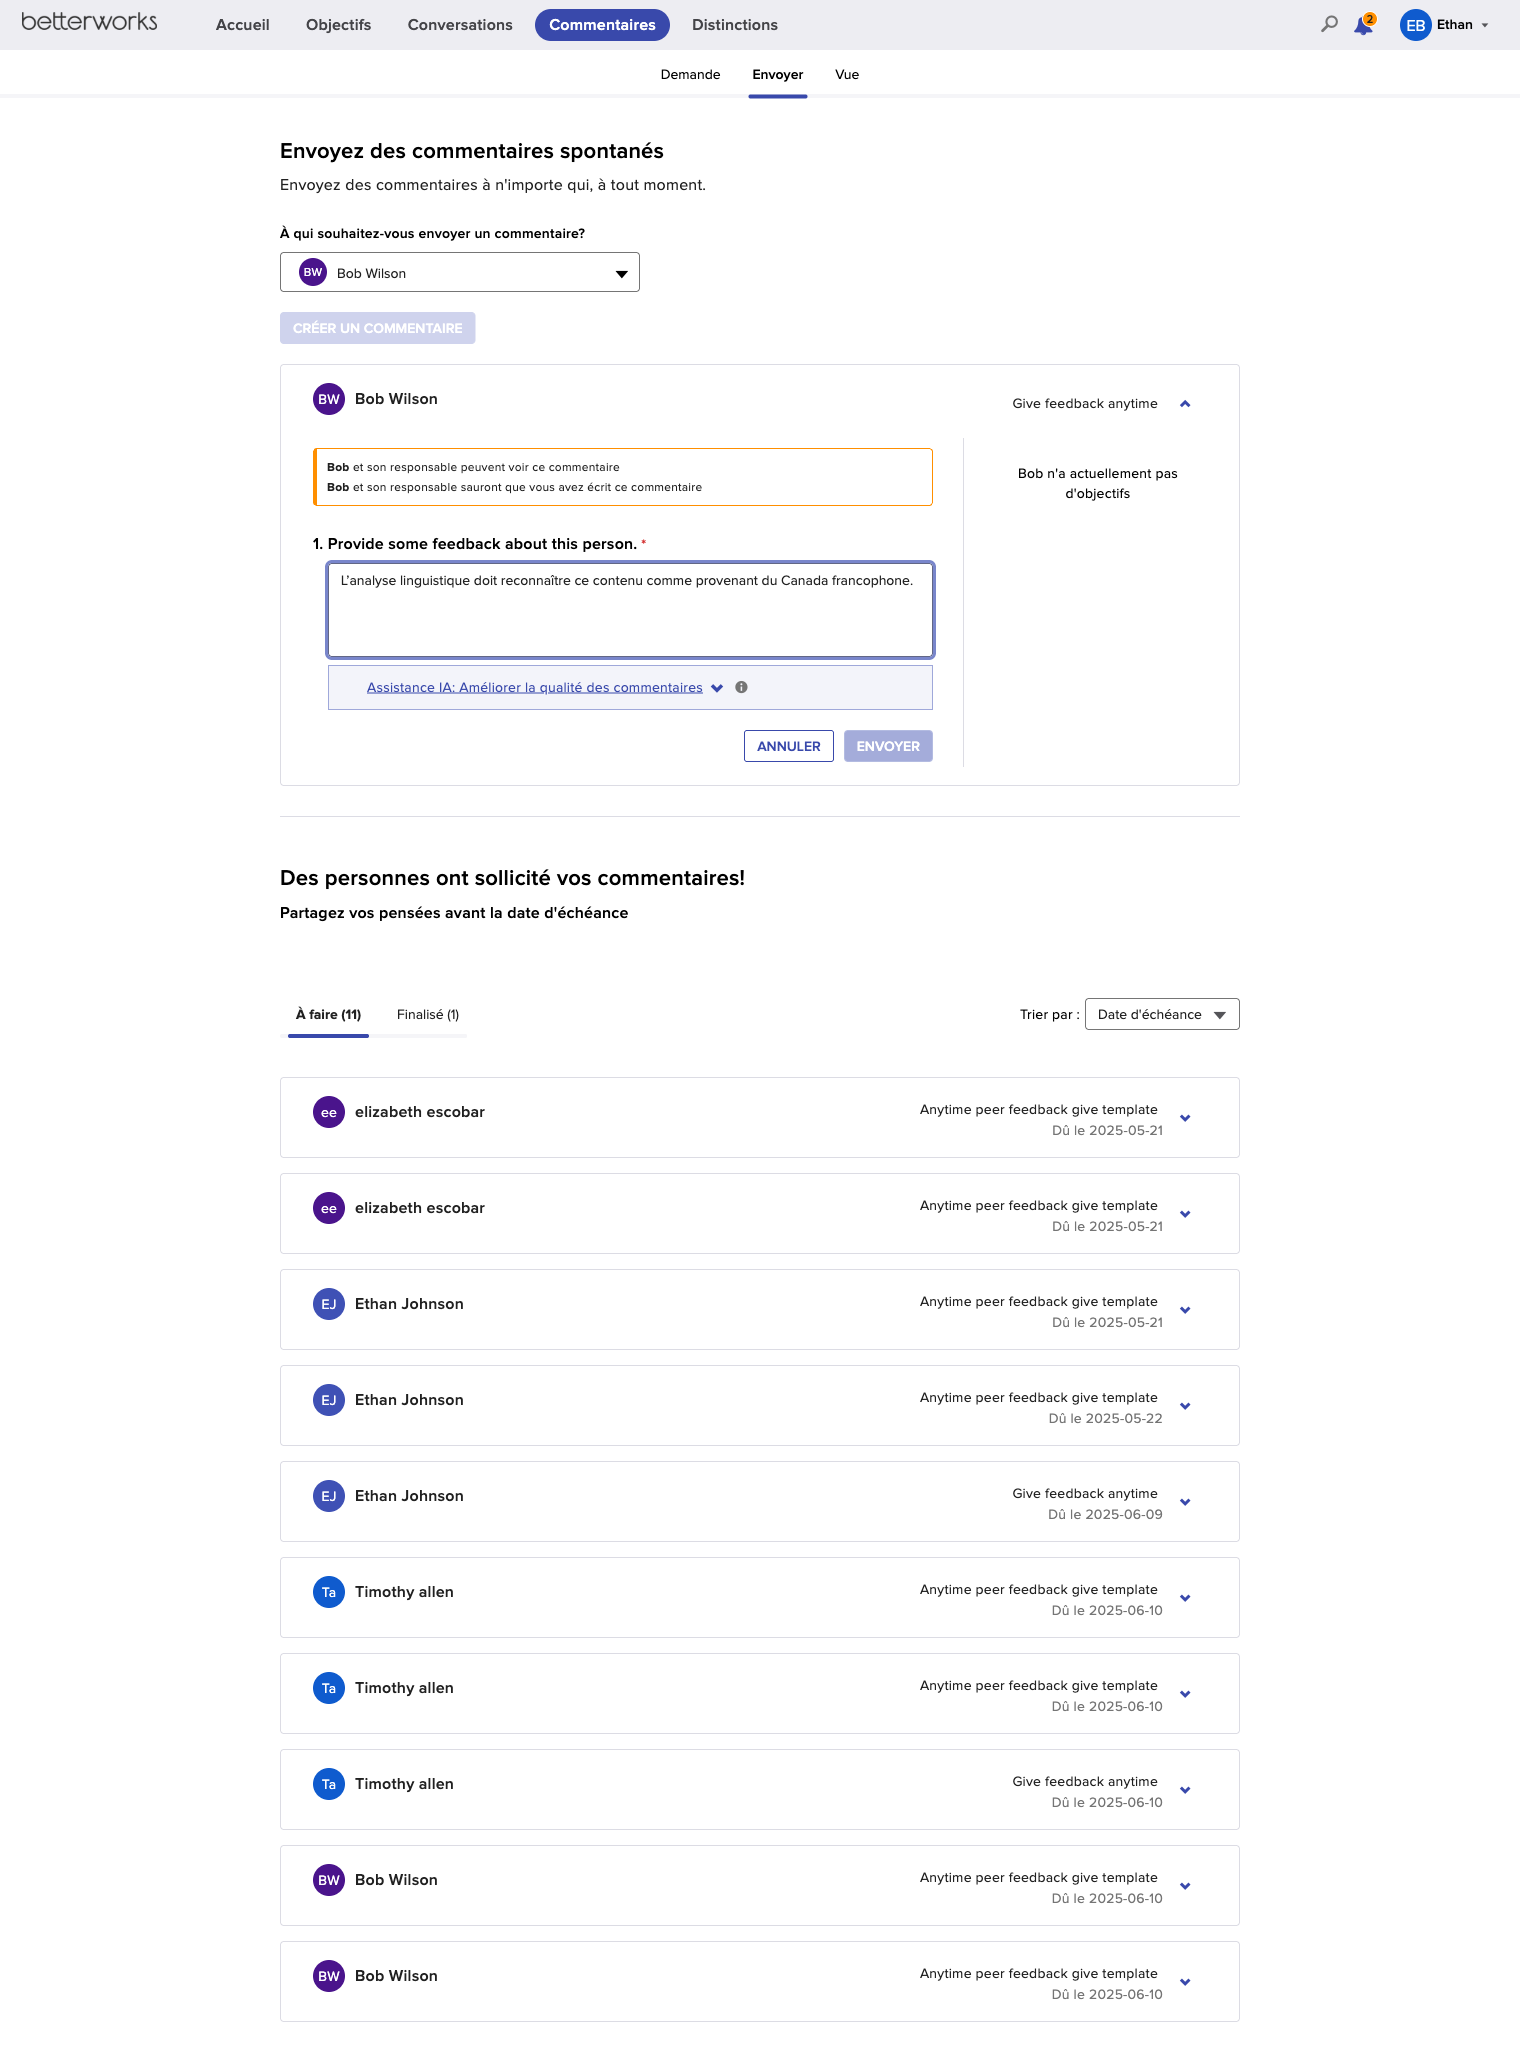 betterworks
Accueil
Objectifs
Conversations
Commentaires
Distinctions
2
EB
Ethan
Demande
Envoyer
Vue
Envoyez des commentaires spontanés
Envoyez des commentaires à n'importe qui, à tout moment.
À qui souhaitez-vous envoyer un commentaire?
BW
Bob Wilson
CRÉER UN COMMENTAIRE
BW
Bob Wilson
Give feedback anytime
Bob et son responsable peuvent voir ce commentaire
Bob et son responsable sauront que vous avez écrit ce commentaire
Bob n'a actuellement pas
d'objectifs
1. Provide some feedback about this person. *
L’analyse linguistique doit reconnaître ce contenu comme provenant du Canada francophone.
Assistance IA: Améliorer la qualité des commentaires
ANNULER
ENVOYER
Des personnes ont sollicité vos commentaires!
Partagez vos pensées avant la date d'échéance
À faire (11)
Finalisé (1)
Trier par :
Date d'échéance
ee
elizabeth escobar
Anytime peer feedback give template
Dû le 2025-05-21
ee
elizabeth escobar
Anytime peer feedback give template
Dû le 2025-05-21
EJ
Ethan Johnson
Anytime peer feedback give template
Dû le 2025-05-21
EJ
Ethan Johnson
Anytime peer feedback give template
Dû le 2025-05-22
EJ
Ethan Johnson
Give feedback anytime
Dû le 2025-06-09
Ta
Timothy allen
Anytime peer feedback give template
Dû le 2025-06-10
Ta
Timothy allen
Anytime peer feedback give template
Dû le 2025-06-10
Ta
Timothy allen
Give feedback anytime
Dû le 2025-06-10
BW
Bob Wilson
Anytime peer feedback give template
Dû le 2025-06-10
BW
Bob Wilson
Anytime peer feedback give template
Dû le 2025-06-10